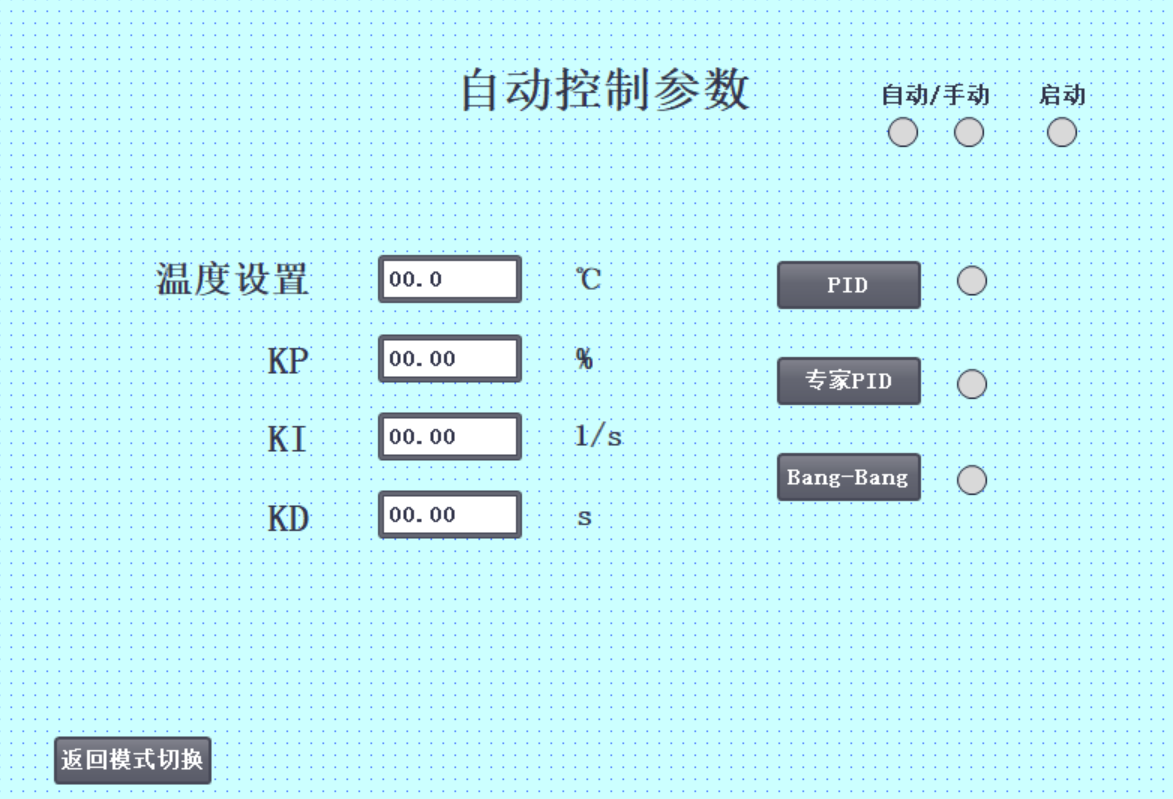 自动控制参数
自动/手动 启动
温度设置 00.0 ℃ PID
KP 00.00 %
专家PID
KI 00.00 1/s
Bang-Bang
KD 00.00 s
返回模式切换